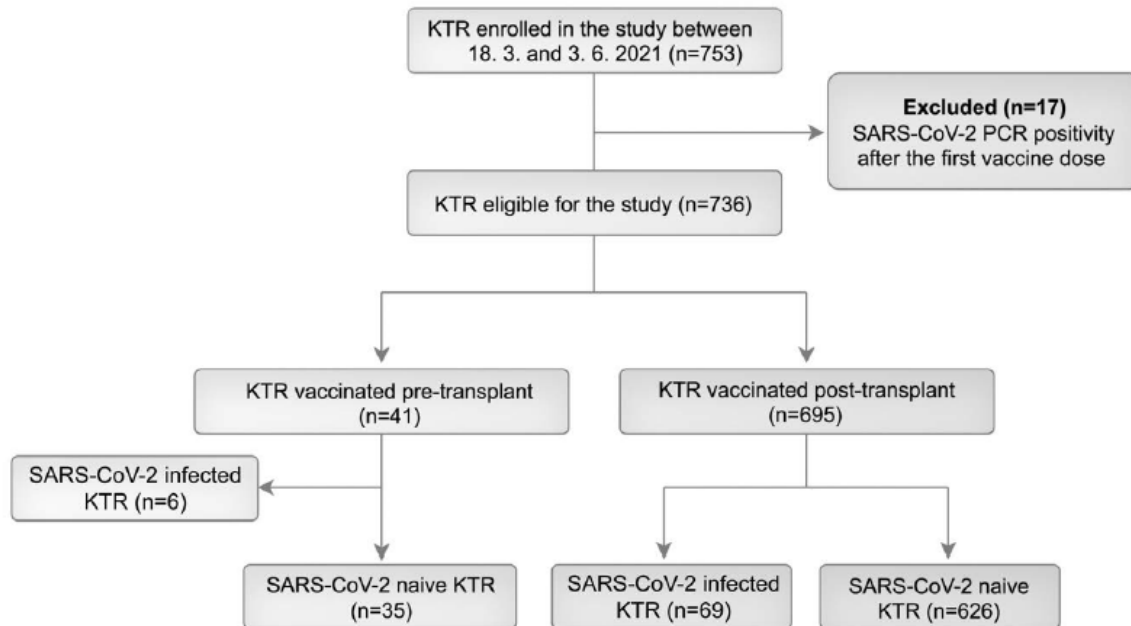 KTR enrolled in the study between
18. 3. and 3. 6. 2021 (n=753)
Excluded (n=17)
SARS-CoV-2 PCR positivity
after the first vaccine dose
KTR eligible for the study (n=736)
KTR vaccinated pre-transplant
(n=41)
KTR vaccinated post-transplant
(n=695)
SARS-CoV-2 infected
KTR (n=6)
SARS-CoV-2 naive KTR
(n=35)
SARS-CoV-2 infected
KTR (n=69)
SARS-CoV-2 naive
KTR (n=626)